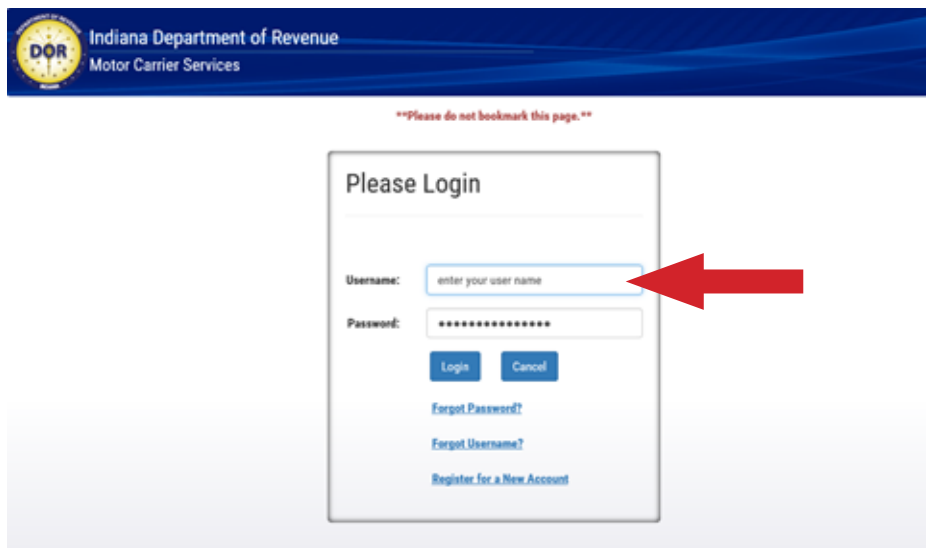 DOR
Indiana Department of Revenue
Motor Carrier Services
**Please do not bookmark this page.**
Please Login
Username: enter your user name
Password: ***************
Login Cancel
Forgot Password?
Forgot Username?
Register for a New Account